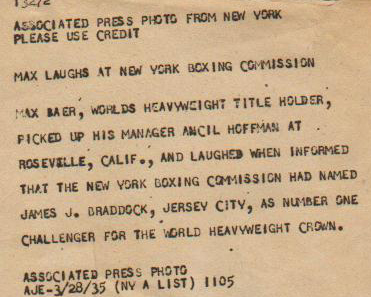 13212
ASSOCIATED PRESS PHOTO FROM NEW YORK
PLEASE USE CREDIT
MAX LAUGHS AT NEW YORK BOXING COMMISSION
MAX BAER, WORLDS HEAVYWEIGHT TITLE HOLDER,
PICKED UP HIS MANAGER ANCIL HOFFMAN AT
ROSEVILLE, CALIF., AND LAUGHED WHEN INFORMED
THAT THE NEW YORK BOXING COMMISSION HAD NAMED
JAMES J. BRADDOCK, JERSEY CITY, AS NUMBER ONE
CHALLENGER FOR THE WORLD HEAVYWEIGHT CROWN.
ASSOCIATED PRESS PHOTO
AJE-3/28/35 (NY A LIST) 1105